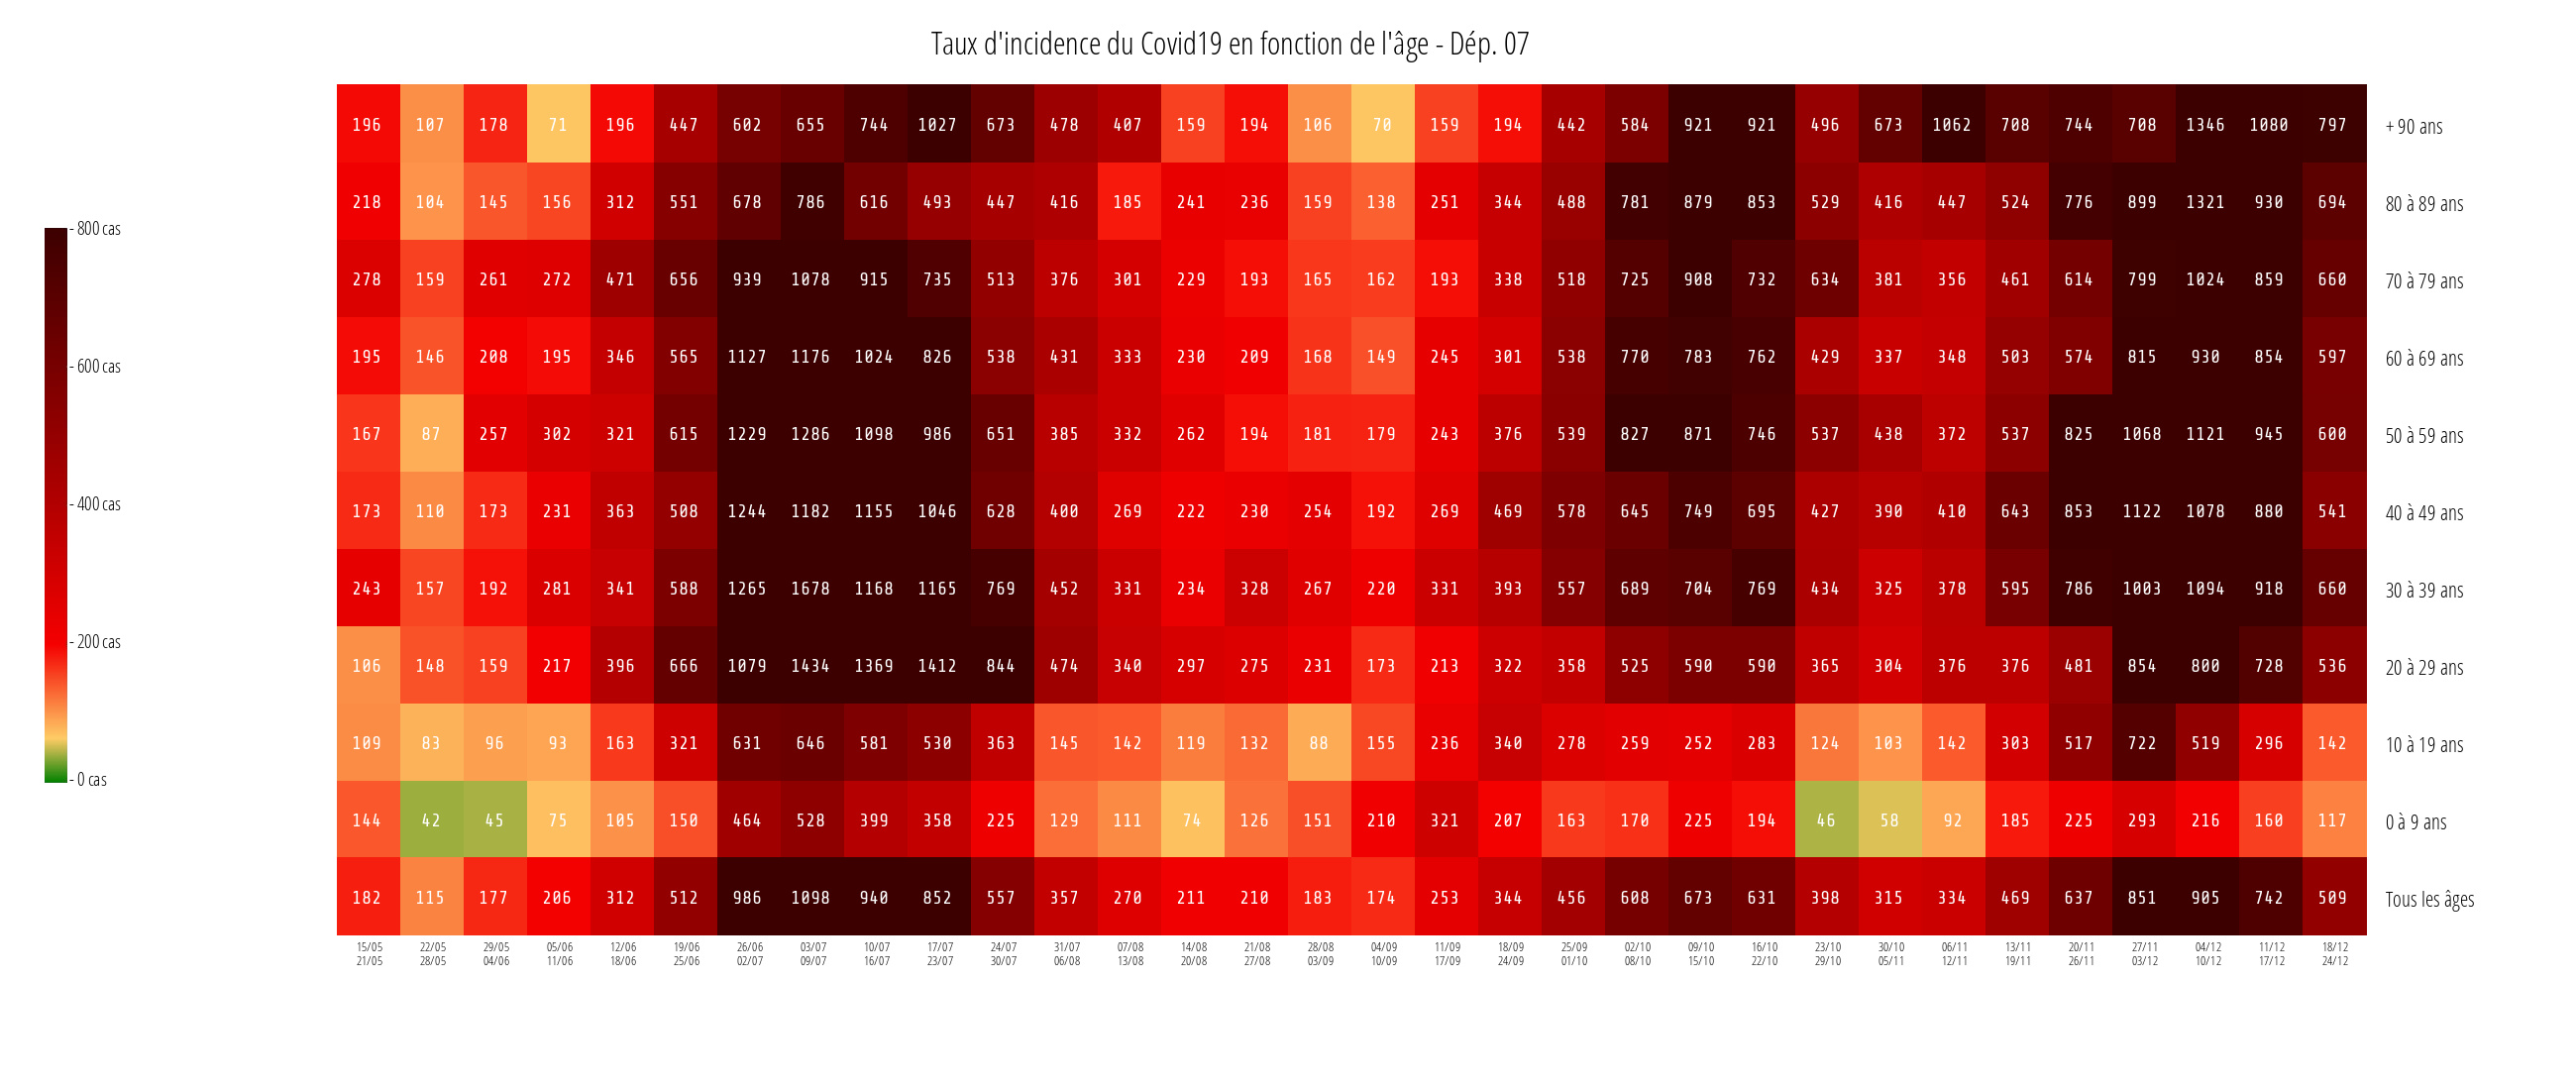 Taux d'incidence du Covid19 en fonction de l'âge - Dép. 07
- 800 cas
- 600 cas
- 400 cas
- 200 cas
- 0 cas
196 107 178 71 196 447 602 655 744 1027 673 478 407 159 194 106 70 159 194 442 584 921 921 496 673 1062 708 744 708 1346 1080 797 + 90 ans
218 104 145 156 312 551 678 786 616 493 447 416 185 241 236 159 138 251 344 488 781 879 853 529 416 447 524 776 899 1321 930 694 80 à 89 ans
278 159 261 272 471 656 939 1078 915 735 513 376 301 229 193 165 162 193 338 518 725 908 732 634 381 356 461 614 799 1024 859 660 70 à 79 ans
195 146 208 195 346 565 1127 1176 1024 826 538 431 333 230 209 168 149 245 301 538 770 783 762 429 337 348 503 574 815 930 854 597 60 à 69 ans
167 87 257 302 321 615 1229 1286 1098 986 651 385 332 262 194 181 179 243 376 539 827 871 746 537 438 372 537 825 1068 1121 945 600 50 à 59 ans
173 110 173 231 363 508 1244 1182 1155 1046 628 400 269 222 230 254 192 269 469 578 645 749 695 427 390 410 643 853 1122 1078 880 541 40 à 49 ans
243 157 192 281 341 588 1265 1678 1168 1165 769 452 331 234 328 267 220 331 393 557 689 704 769 434 325 378 595 786 1003 1094 918 660 30 à 39 ans
106 148 159 217 396 666 1079 1434 1369 1412 844 474 340 297 275 231 173 213 322 358 525 590 590 365 304 376 376 481 854 800 728 536 20 à 29 ans
109 83 96 93 163 321 631 646 581 530 363 145 142 119 132 88 155 236 340 278 259 252 283 124 103 142 303 517 722 519 296 142 10 à 19 ans
144 42 45 75 105 150 464 528 399 358 225 129 111 74 126 151 210 321 207 163 170 225 194 46 58 92 185 225 293 216 160 117 0 à 9 ans
182 115 177 206 312 512 986 1098 940 852 557 357 270 211 210 183 174 253 344 456 608 673 631 398 315 334 469 637 851 905 742 509 Tous les âges
15/05 22/05 29/05 05/06 12/06 19/06 26/06 03/07 10/07 17/07 24/07 31/07 07/08 14/08 21/08 28/08 04/09 11/09 18/09 25/09 02/10 09/10 16/10 23/10 30/10 06/11 13/11 20/11 27/11 04/12 11/12 18/12
21/05 28/05 04/06 11/06 18/06 25/06 02/07 09/07 16/07 23/07 30/07 06/08 13/08 20/08 27/08 03/09 10/09 17/09 24/09 01/10 08/10 15/10 22/10 29/10 05/11 12/11 19/11 26/11 03/12 10/12 17/12 24/12